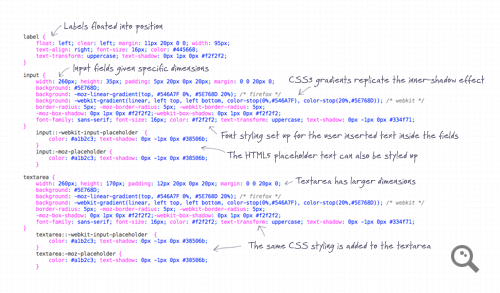 Labels floated into position
label {
float: left; clear: left; margin: 11px 20px 0 0; width: 95px;
text-align: right; font-size: 16px; color: #445668;
text-transform: uppercase; text-shadow: 0px 1px 0px #f2f2f2;
}
Input fields given specific dimensions
input {
width: 260px; height: 35px; padding: 5px 20px 0px 20px; margin: 0 0 20px 0;
CSS3 gradients replicate the inner-shadow effect
background: #5E768D;
background: -moz-linear-gradient(top, #546A7F 0%, #5E768D 20%); /* firefox */
background: -webkit-gradient(linear, left top, left bottom, color-stop(0%,#546A7F), color-stop(20%,#5E768D)); /* webkit */
border-radius: 5px; -moz-border-radius: 5px; -webkit-border-radius: 5px;
-moz-box-shadow: 0px 1px 0px #f2f2f2;-webkit-box-shadow: 0px 1px 0px #f2f2f2;
font-family: sans-serif; font-size: 16px; color: #f2f2f2; text-transform: uppercase; text-shadow: 0px -1px 0px #334f71;
}
Font styling set up for the user inserted text inside the fields
input::-webkit-input-placeholder {
color: #a1b2c3; text-shadow: 0px -1px 0px #38506b;
}
input:-moz-placeholder {
The HTML5 placeholder text can also be styled up
color: #a1b2c3; text-shadow: 0px -1px 0px #38506b;
}
textarea {
Textarea has larger dimensions
width: 260px; height: 170px; padding: 12px 20px 0px 20px; margin: 0 0 20px 0;
background: #5E768D;
background: -moz-linear-gradient(top, #546A7F 0%, #5E768D 20%); /* firefox */
background: -webkit-gradient(linear, left top, left bottom, color-stop(0%,#546A7F), color-stop(20%,#5E768D)); /* webkit */
border-radius: 5px; -moz-border-radius: 5px; -webkit-border-radius: 5px;
-moz-box-shadow: 0px 1px 0px #f2f2f2;-webkit-box-shadow: 0px 1px 0px #f2f2f2;
font-family: sans-serif; font-size: 16px; color: #f2f2f2; text-transform: uppercase; text-shadow: 0px -1px 0px #334f71;
}
textarea::-webkit-input-placeholder {
The same CSS styling is added to the textarea
color: #a1b2c3; text-shadow: 0px -1px 0px #38506b;
}
textarea:-moz-placeholder {
color: #a1b2c3; text-shadow: 0px -1px 0px #38506b;
}